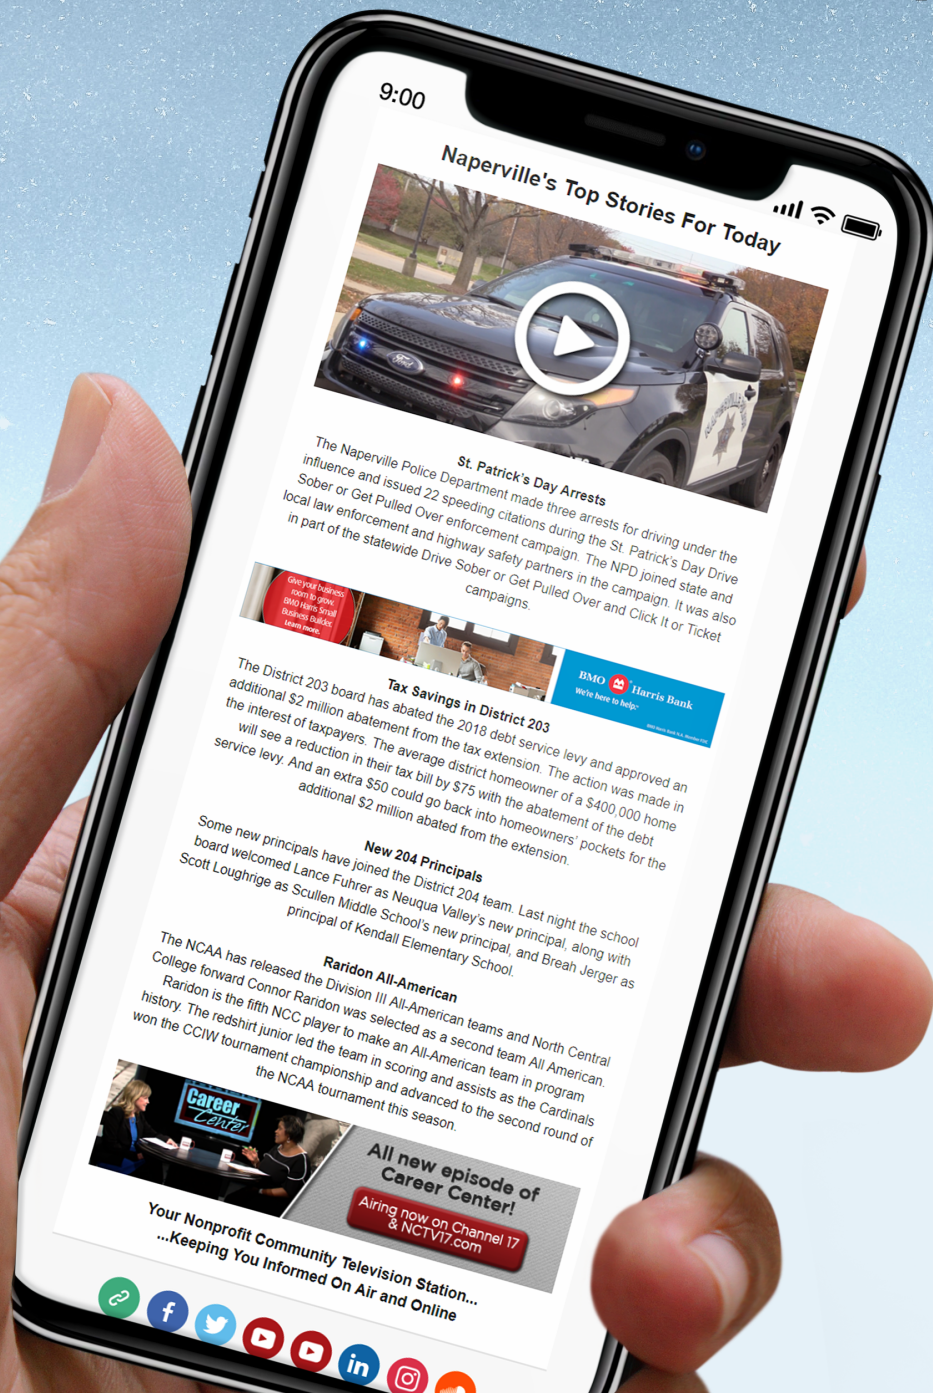 9:00
Naperville's Top Stories For Today
Ford
St. Patrick's Day Arrests
The Naperville Police Department made three arrests for driving under the
influence and issued 22 speeding citations during the St. Patrick's Day Drive
Sober or Get Pulled Over enforcement campaign. The NPD joined state and
local law enforcement and highway safety partners in the campaign. It was also
in part of the statewide Drive Sober or Get Pulled Over and Click It or Ticket
campaigns.
Give your business
room to grow.
BMO Harris Small
Business Builder.
Learn more.
BMO Harris Bank
We're here to help.™
Tax Savings in District 203
The District 203 board has abated the 2018 debt service levy and approved an
additional $2 million abatement from the tax extension. The action was made in
the interest of taxpayers. The average district homeowner of a $400,000 home
will see a reduction in their tax bill by $75 with the abatement of the debt
service levy. And an extra $50 could go back into homeowners' pockets for the
additional $2 million abated from the extension.
New 204 Principals
Some new principals have joined the District 204 team. Last night the school
board welcomed Lance Fuhrer as Neuqua Valley's new principal, along with
Scott Loughrige as Scullen Middle School's new principal, and Breah Jerger as
principal of Kendall Elementary School.
Raridon All-American
The NCAA has released the Division III All-American teams and North Central
College forward Connor Raridon was selected as a second team All American.
Raridon is the fifth NCC player to make an All-American team in program
history. The redshirt junior led the team in scoring and assists as the Cardinals
won the CCIW tournament championship and advanced to the second round of
the NCAA tournament this season.
Career
Center
All new episode of
Career Center!
Airing now on Channel 17
& NCTV17.com
Your Nonprofit Community Television Station...
...Keeping You Informed On Air and Online